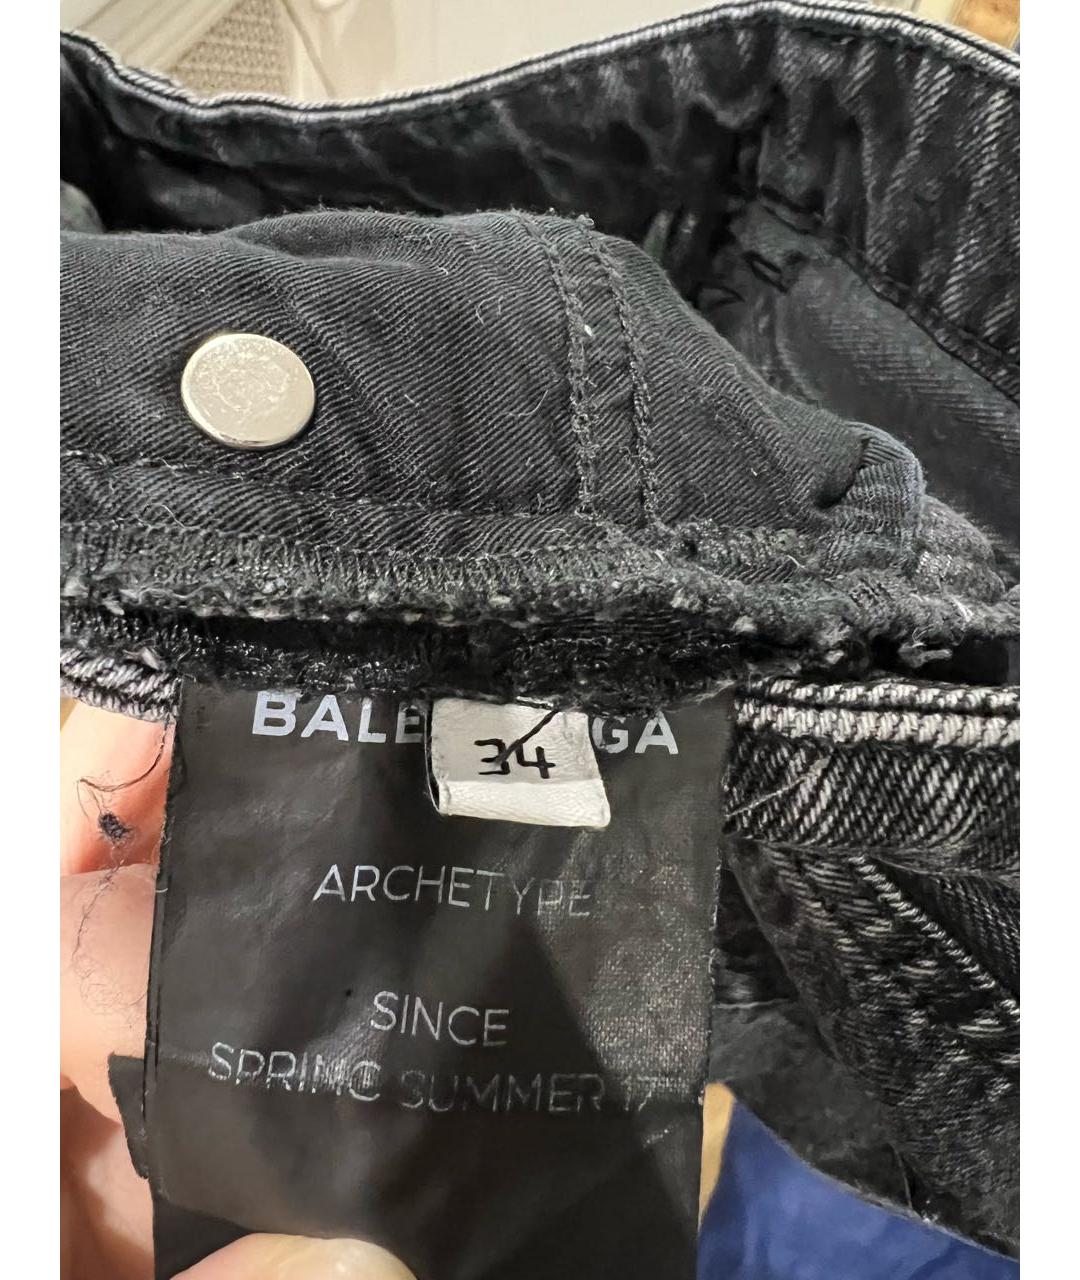 BALE GA
34
ARCHETYPE
SINCE
SPRING SUMMER 17